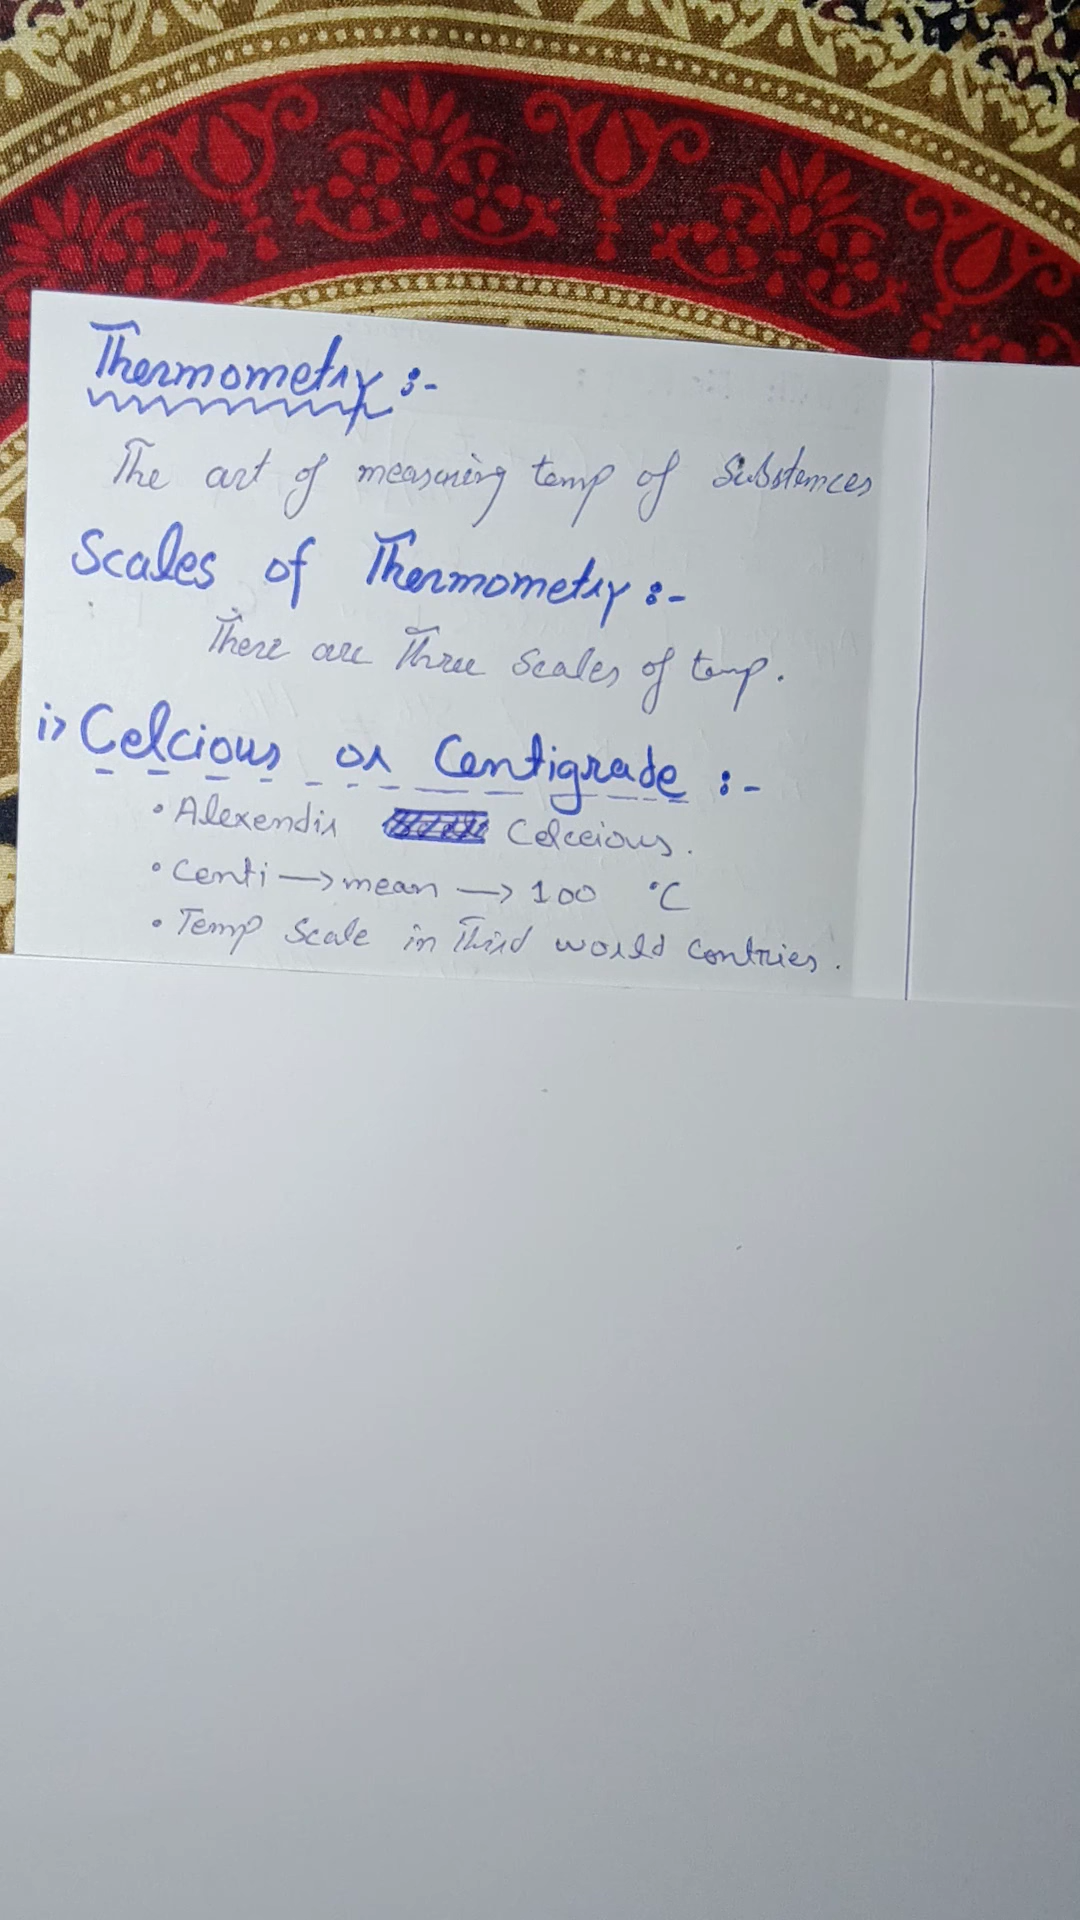 Thermometry :-
The art of measuring temp of Substences
Scales of Thermometry :-
There are Three Scales of temp.
i> Celcious or Centigrade :-
• Alexendir Celceious.
• Centi → mean → 100 °C
• Temp Scale in Third world Contries.